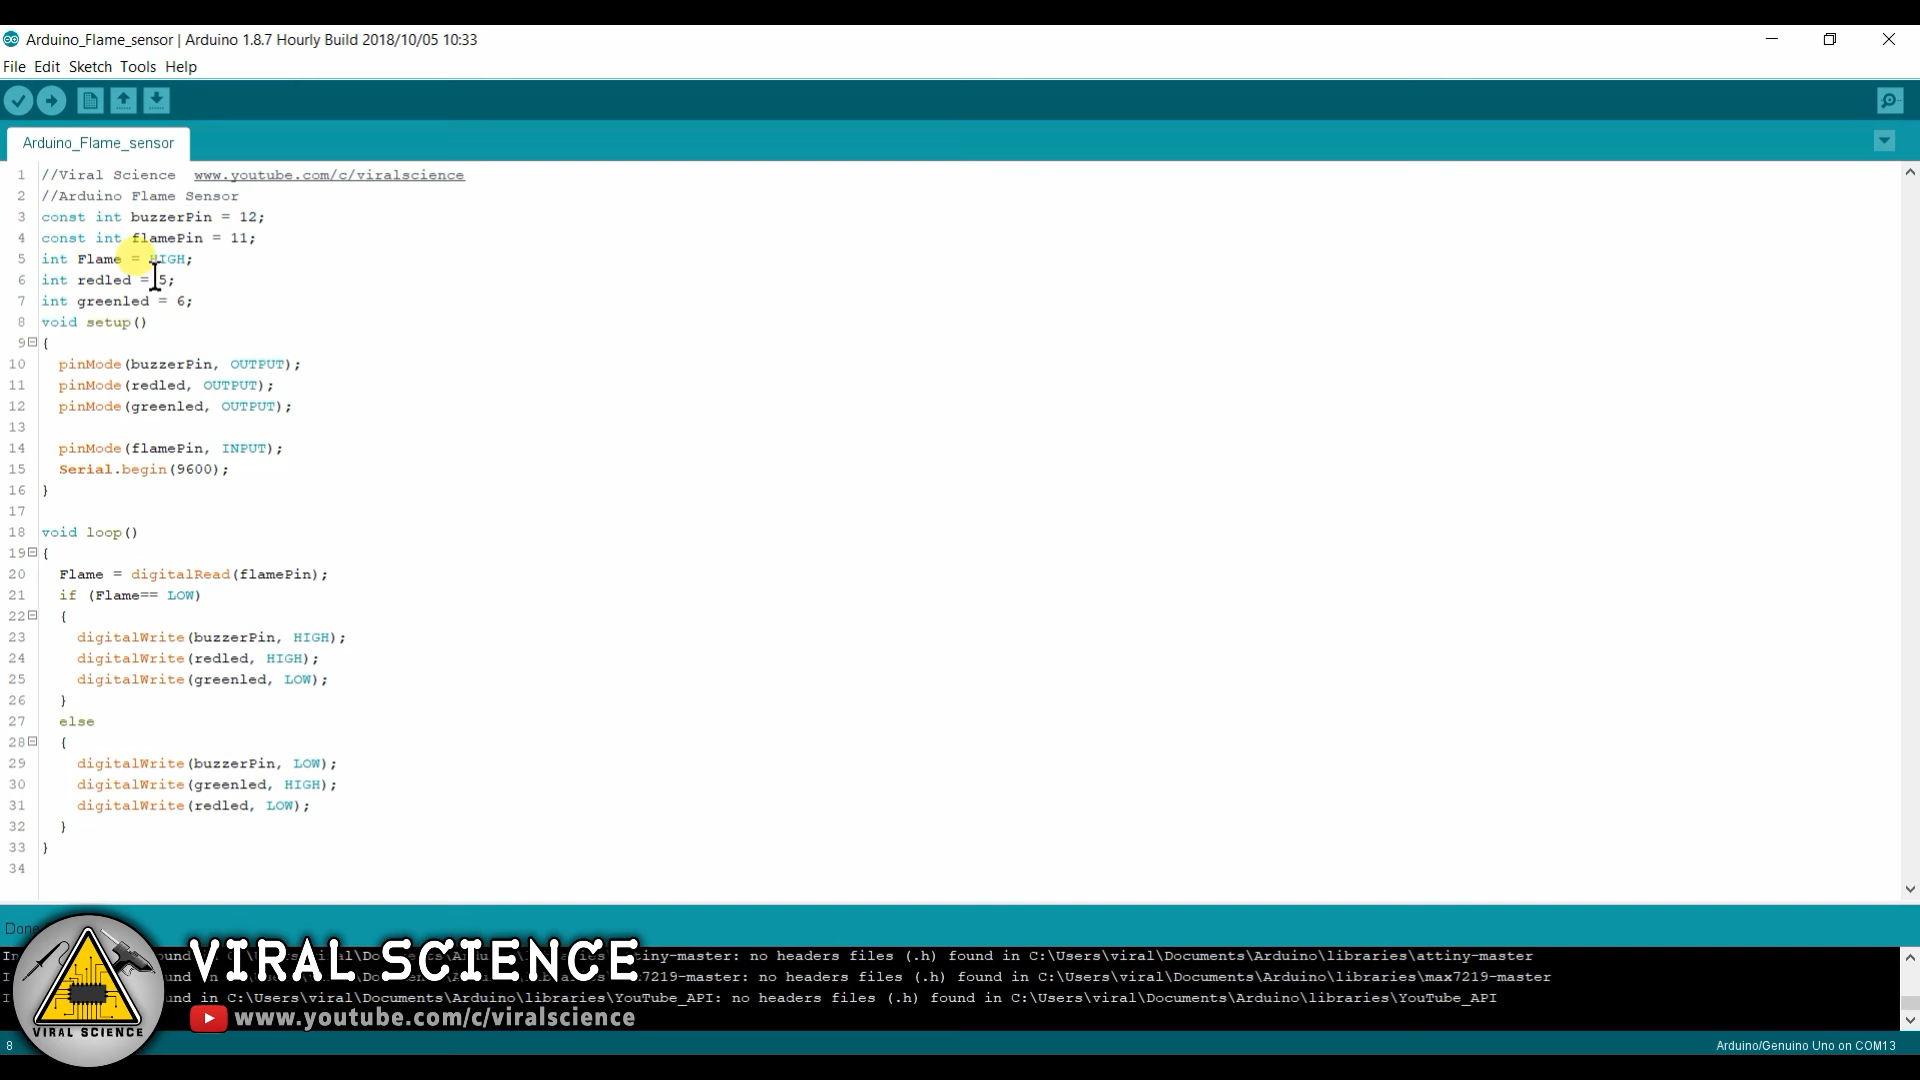 Arduino_Flame_sensor | Arduino 1.8.7 Hourly Build 2018/10/05 10:33
File Edit Sketch Tools Help
Arduino_Flame_sensor
1 //Viral Science  www.youtube.com/c/viralscience
2 //Arduino Flame Sensor
3 const int buzzerPin = 12;
4 const int flamePin = 11;
5 int Flame = HIGH;
6 int redled = 5;
7 int greenled = 6;
8 void setup()
9 {
10 pinMode(buzzerPin, OUTPUT);
11 pinMode(redled, OUTPUT);
12 pinMode(greenled, OUTPUT);
13
14 pinMode(flamePin, INPUT);
15 Serial.begin(9600);
16 }
17
18 void loop()
19 {
20 Flame = digitalRead(flamePin);
21 if (Flame== LOW)
22 {
23 digitalWrite(buzzerPin, HIGH);
24 digitalWrite(redled, HIGH);
25 digitalWrite(greenled, LOW);
26 }
27 else
28 {
29 digitalWrite(buzzerPin, LOW);
30 digitalWrite(greenled, HIGH);
31 digitalWrite(redled, LOW);
32 }
33 }
34
Done
tiny-master: no headers files (.h) found in C:\Users\viral\Documents\Arduino\libraries\attiny-master
7219-master: no headers files (.h) found in C:\Users\viral\Documents\Arduino\libraries\max7219-master
und in C:\Users\viral\Documents\Arduino\libraries\YouTube_API: no headers files (.h) found in C:\Users\viral\Documents\Arduino\libraries\YouTube_API
VIRAL SCIENCE
www.youtube.com/c/viralscience
VIRAL SCIENCE
8
Arduino/Genuino Uno on COM13